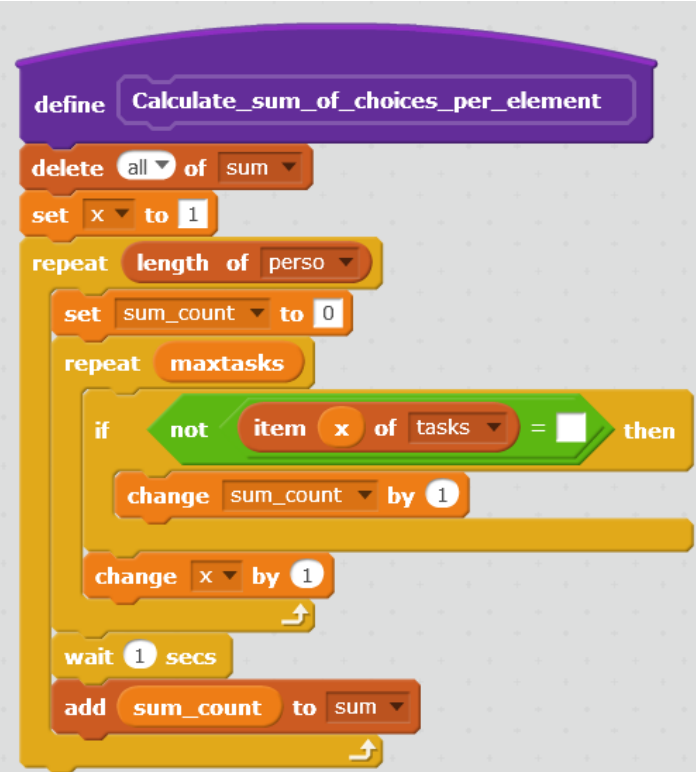 define Calculate_sum_of_choices_per_element
delete all of sum
set x to 1
repeat length of perso
set sum_count to 0
repeat maxtasks
if not item x of tasks = then
change sum_count by 1
change x by 1
wait 1 secs
add sum_count to sum